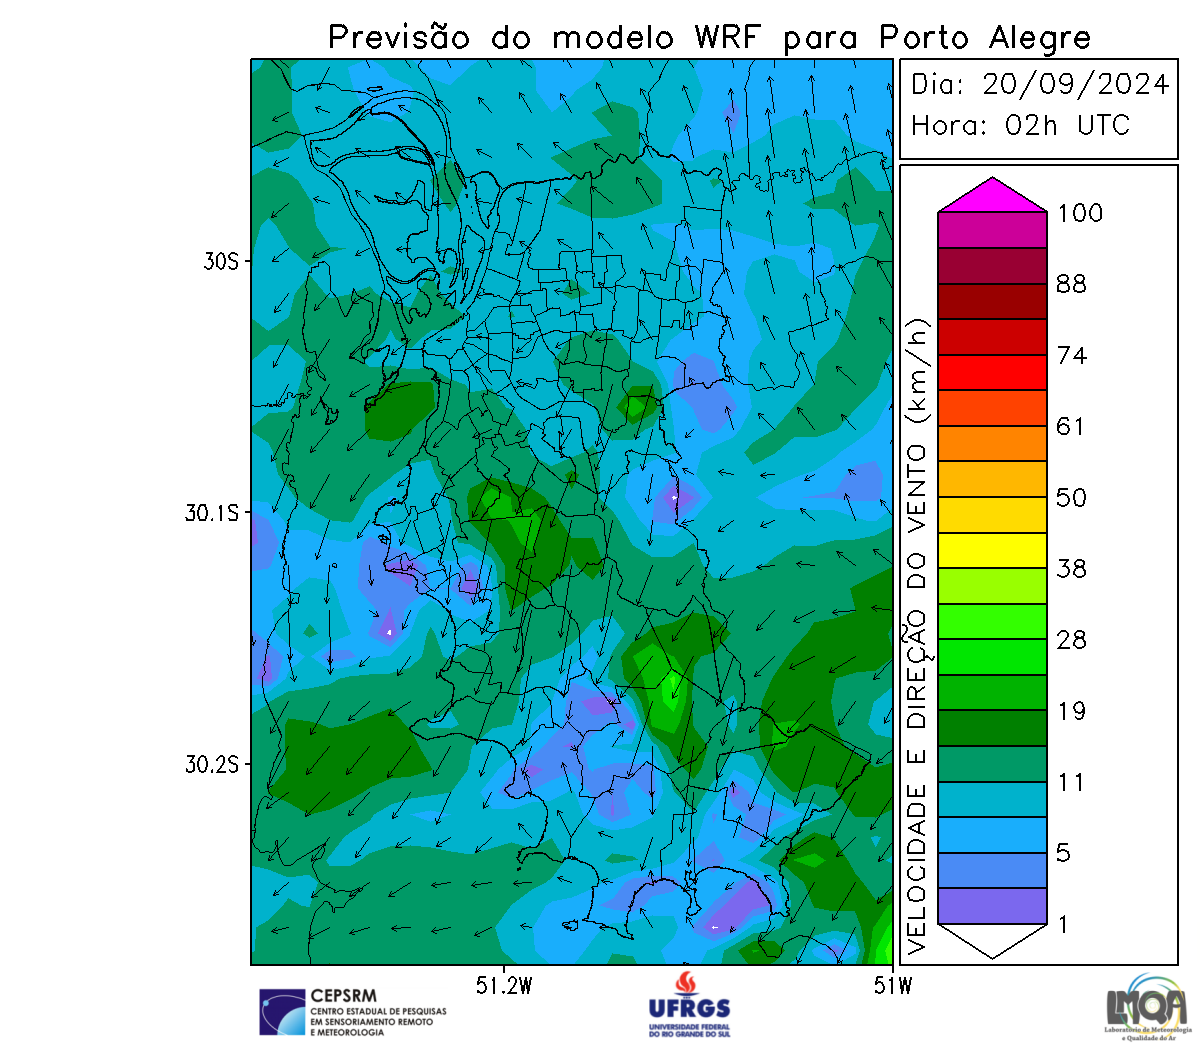 Previsão do modelo WRF para Porto Alegre
Dia: 20/09/2024
Hora: 02h UTC
100
88
74
61
50
38
28
19
11
5
1
VELOCIDADE E DIREÇÃO DO VENTO (km/h)
30S
30.1S
30.2S
51.2W
51W
CEPSRM
CENTRO ESTADUAL DE PESQUISAS
EM SENSORIAMENTO REMOTO
E METEOROLOGIA
UFRGS
UNIVERSIDADE FEDERAL
DO RIO GRANDE DO SUL
LMQA
Laboratório de Meteorologia
e Qualidade do Ar